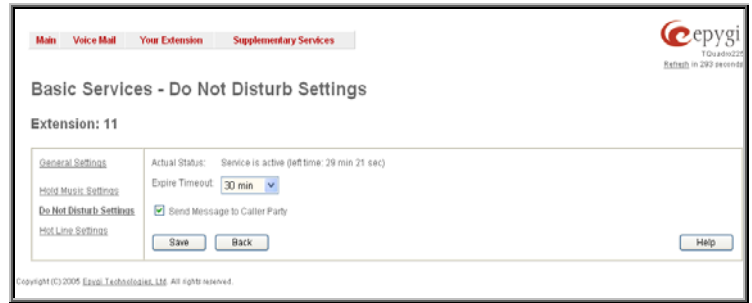 Main Voice Mail Your Extension Supplementary Services
epygi
TQuadro225
Refresh in 293 seconds
Basic Services - Do Not Disturb Settings
Extension: 11
General Settings
Hold Music Settings
Do Not Disturb Settings
Hot Line Settings
Actual Status: Service is active (left time: 29 min 21 sec)
Expire Timeout: 30 min
Send Message to Caller Party
Save Back Help
Copyright (C) 2005 Epygi Technologies, Ltd. All rights reserved.